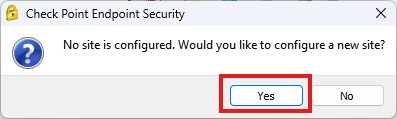 Check Point Endpoint Security
No site is configured. Would you like to configure a new site?
Yes No